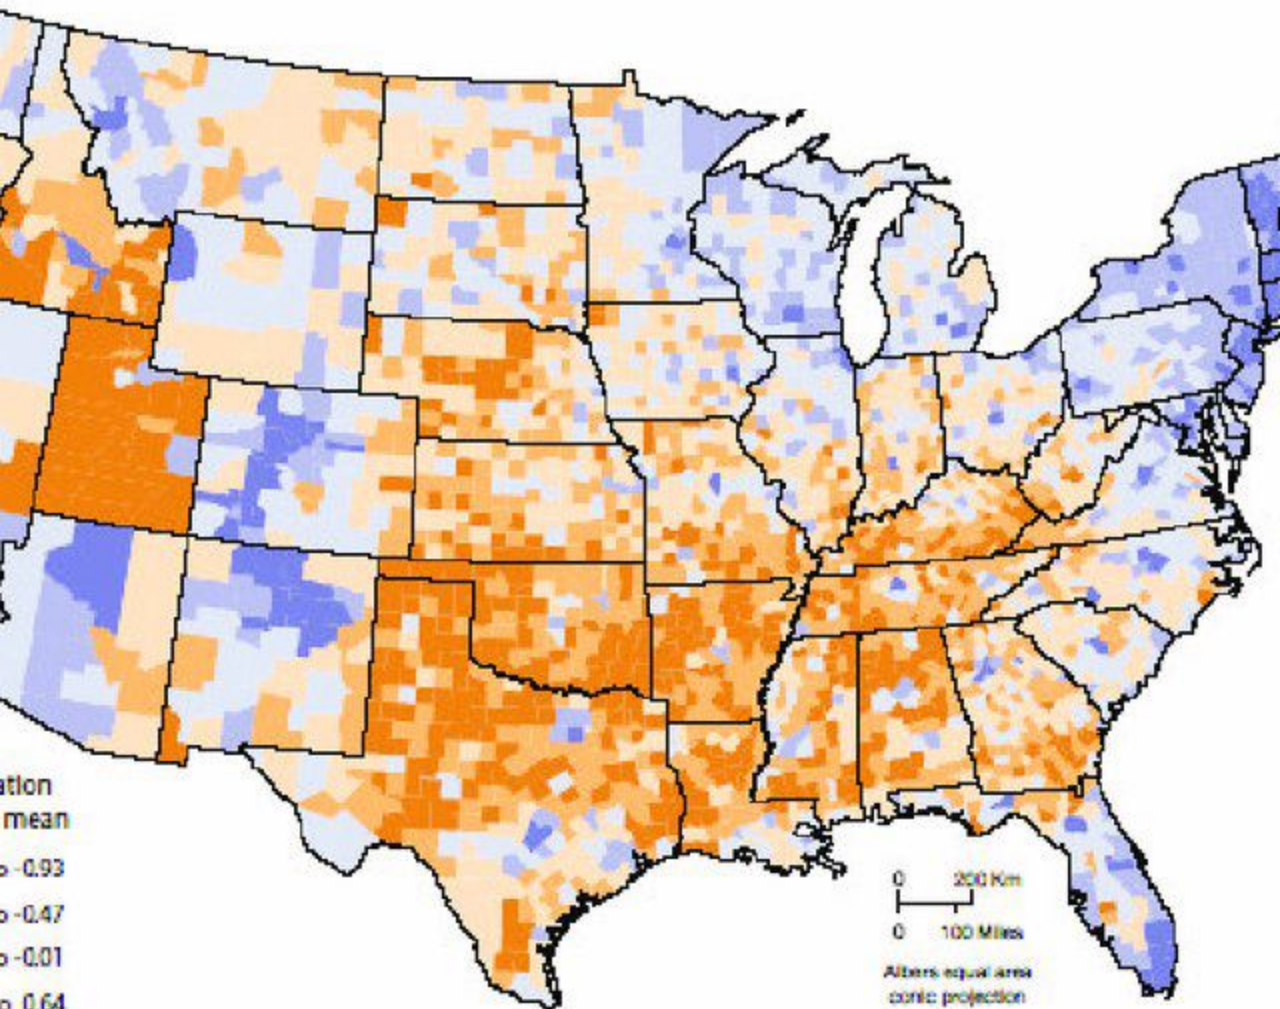 ation
mean
-0.93
-0.47
-0.01
0.64
0 200 Km
0 100 Miles
Albers equal area
conic projection